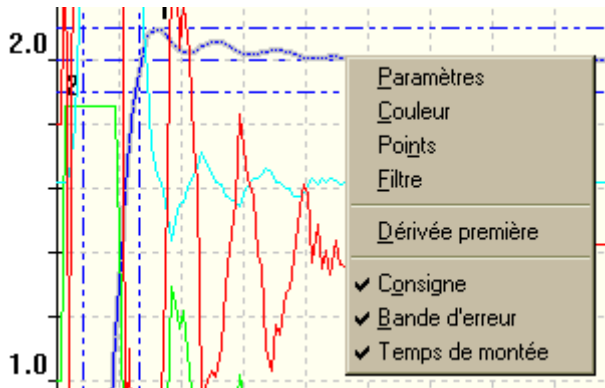 2.0
Paramètres
Couleur
Points
Filtre
Dérivée première
Consigne
Bande d'erreur
Temps de montée
1.0